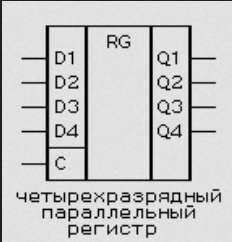 RG
D1 Q1
D2 Q2
D3 Q3
D4 Q4
C
четырехразрядный
параллельный
регистр